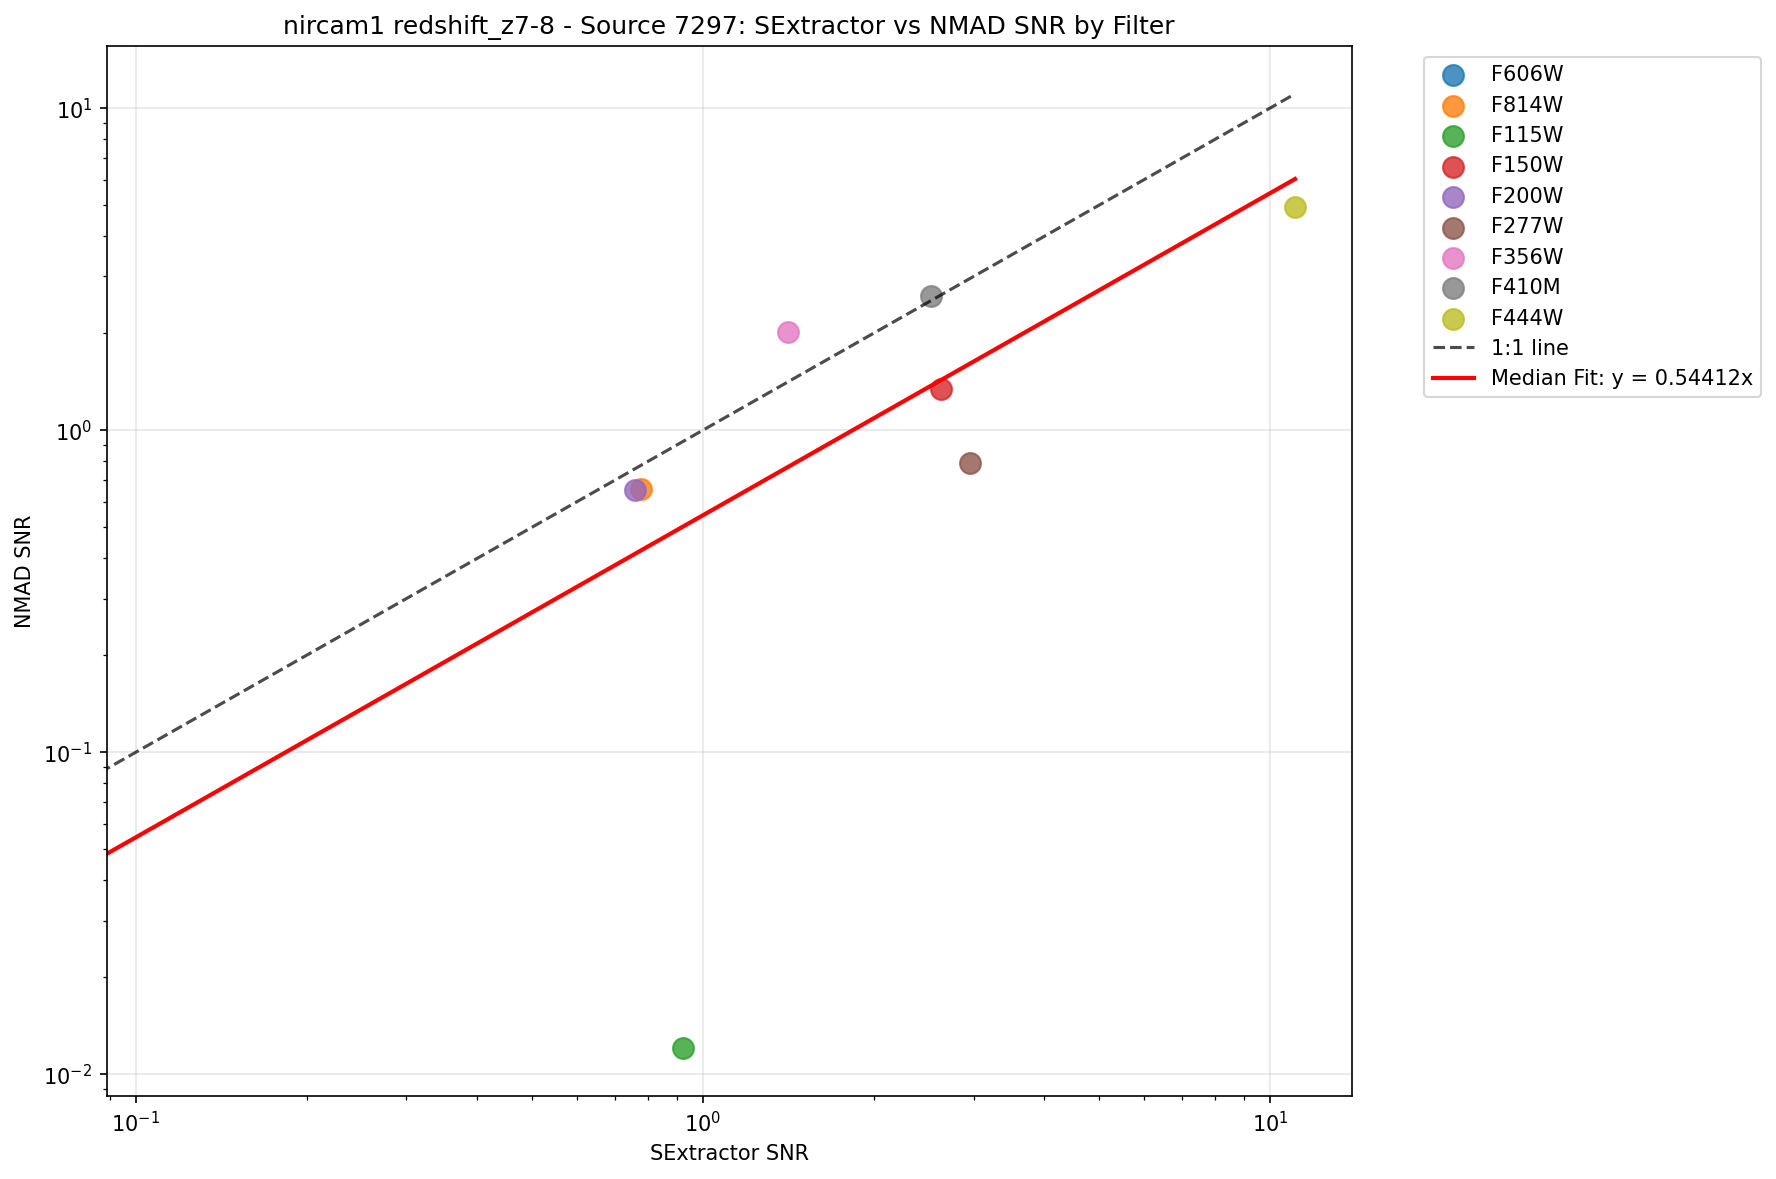 nircam1 redshift_z7-8 - Source 7297: SExtractor vs NMAD SNR by Filter
NMAD SNR
10¹
10⁰
10⁻¹
10⁻²
10⁻¹
10⁰
10¹
SExtractor SNR
F606W
F814W
F115W
F150W
F200W
F277W
F356W
F410M
F444W
1:1 line
Median Fit: y = 0.54412x